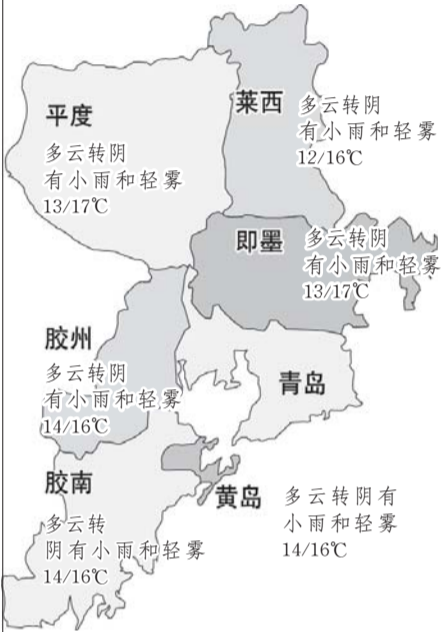 平度
多云转阴
有小雨和轻雾
13/17℃
莱西
多云转阴
有小雨和轻雾
12/16℃
即墨
多云转阴
有小雨和轻雾
13/17℃
胶州
多云转阴
有小雨和轻雾
14/16℃
青岛
胶南
多云转
阴有小雨和轻雾
14/16℃
黄岛
多云转阴有
小雨和轻雾
14/16℃